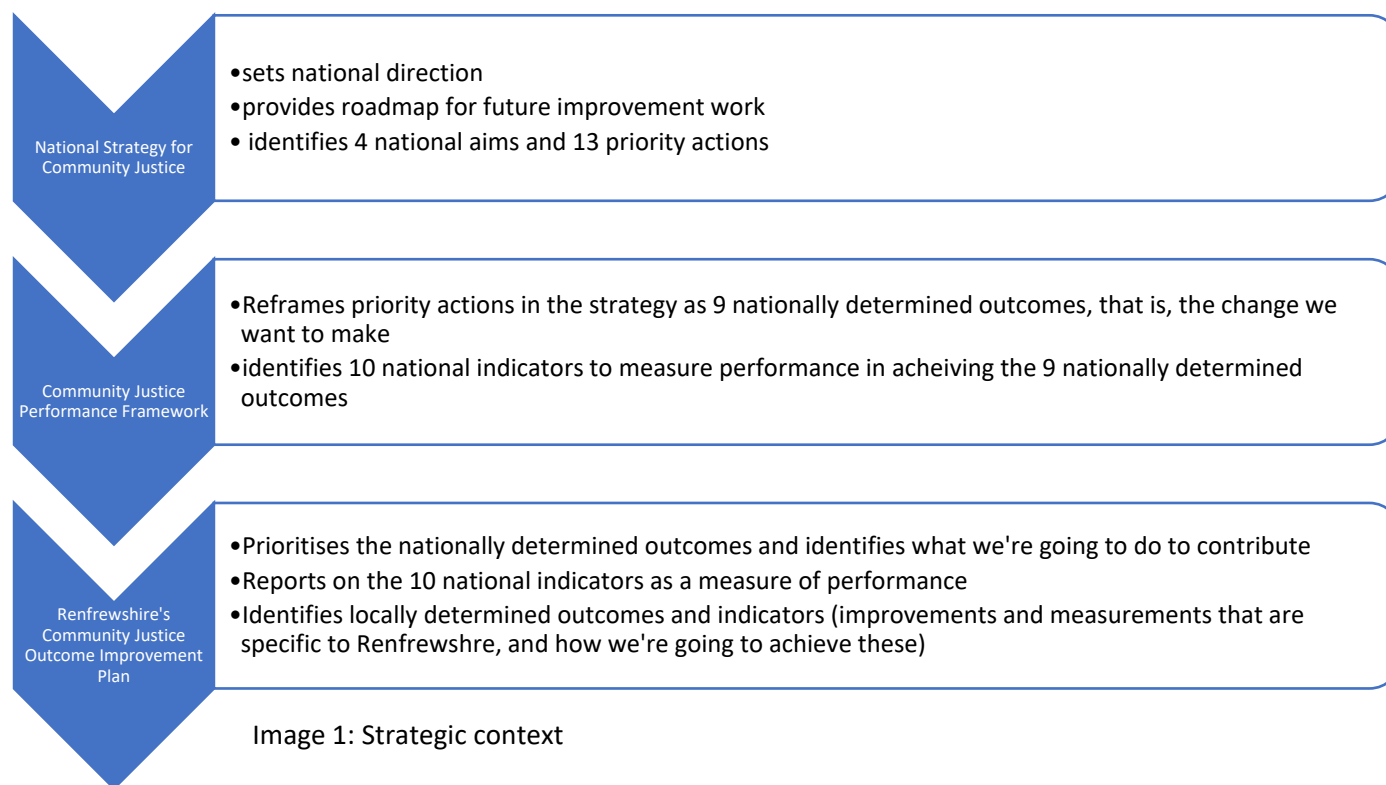 National Strategy for
Community Justice
•sets national direction
•provides roadmap for future improvement work
• identifies 4 national aims and 13 priority actions
Community Justice
Performance Framework
•Reframes priority actions in the strategy as 9 nationally determined outcomes, that is, the change we
want to make
•identifies 10 national indicators to measure performance in acheiving the 9 nationally determined
outcomes
Renfrewshire's
Community Justice
Outcome Improvement
Plan
•Prioritises the nationally determined outcomes and identifies what we're going to do to contribute
•Reports on the 10 national indicators as a measure of performance
•Identifies locally determined outcomes and indicators (improvements and measurements that are
specific to Renfrewshre, and how we're going to achieve these)
Image 1: Strategic context